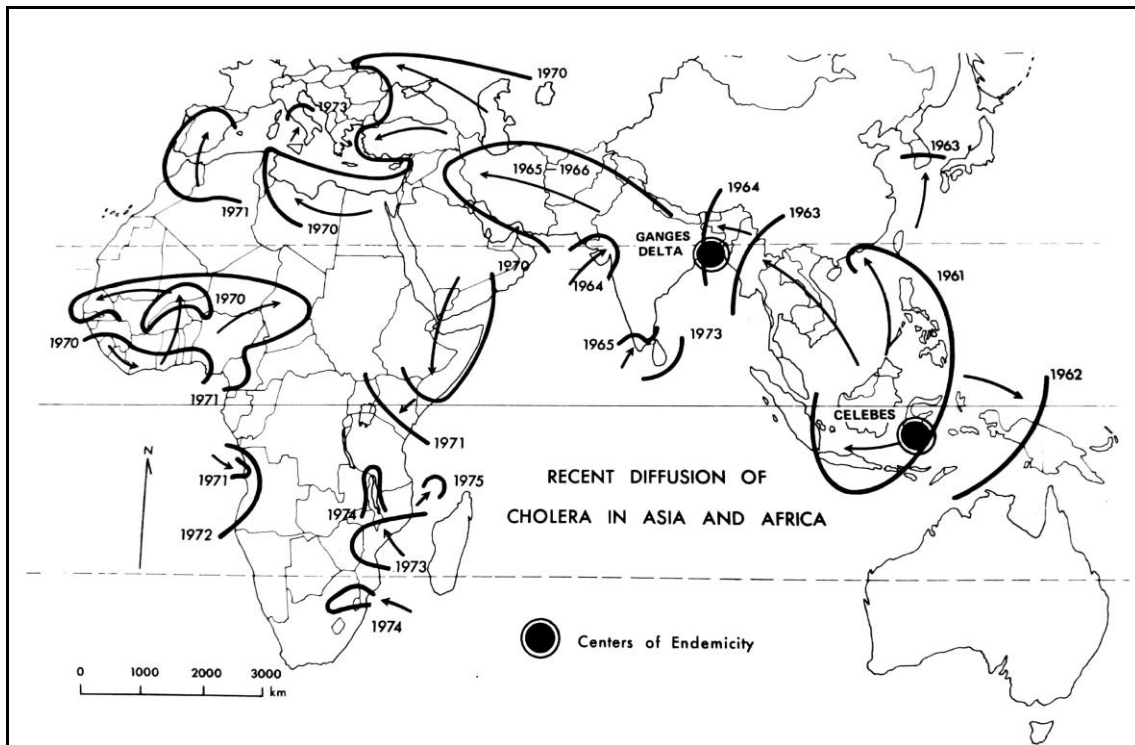 1970
1973
1963
1965 – 1966
1964
1963
1971
1970
GANGES
DELTA
1970
1961
1964
1970
1970
1965
1973
1971
1962
CELEBES
1971
N
1971
RECENT DIFFUSION OF
1975
CHOLERA IN ASIA AND AFRICA
1974
1972
1973
1974
Centers of Endemicity
0 1000 2000 3000
km